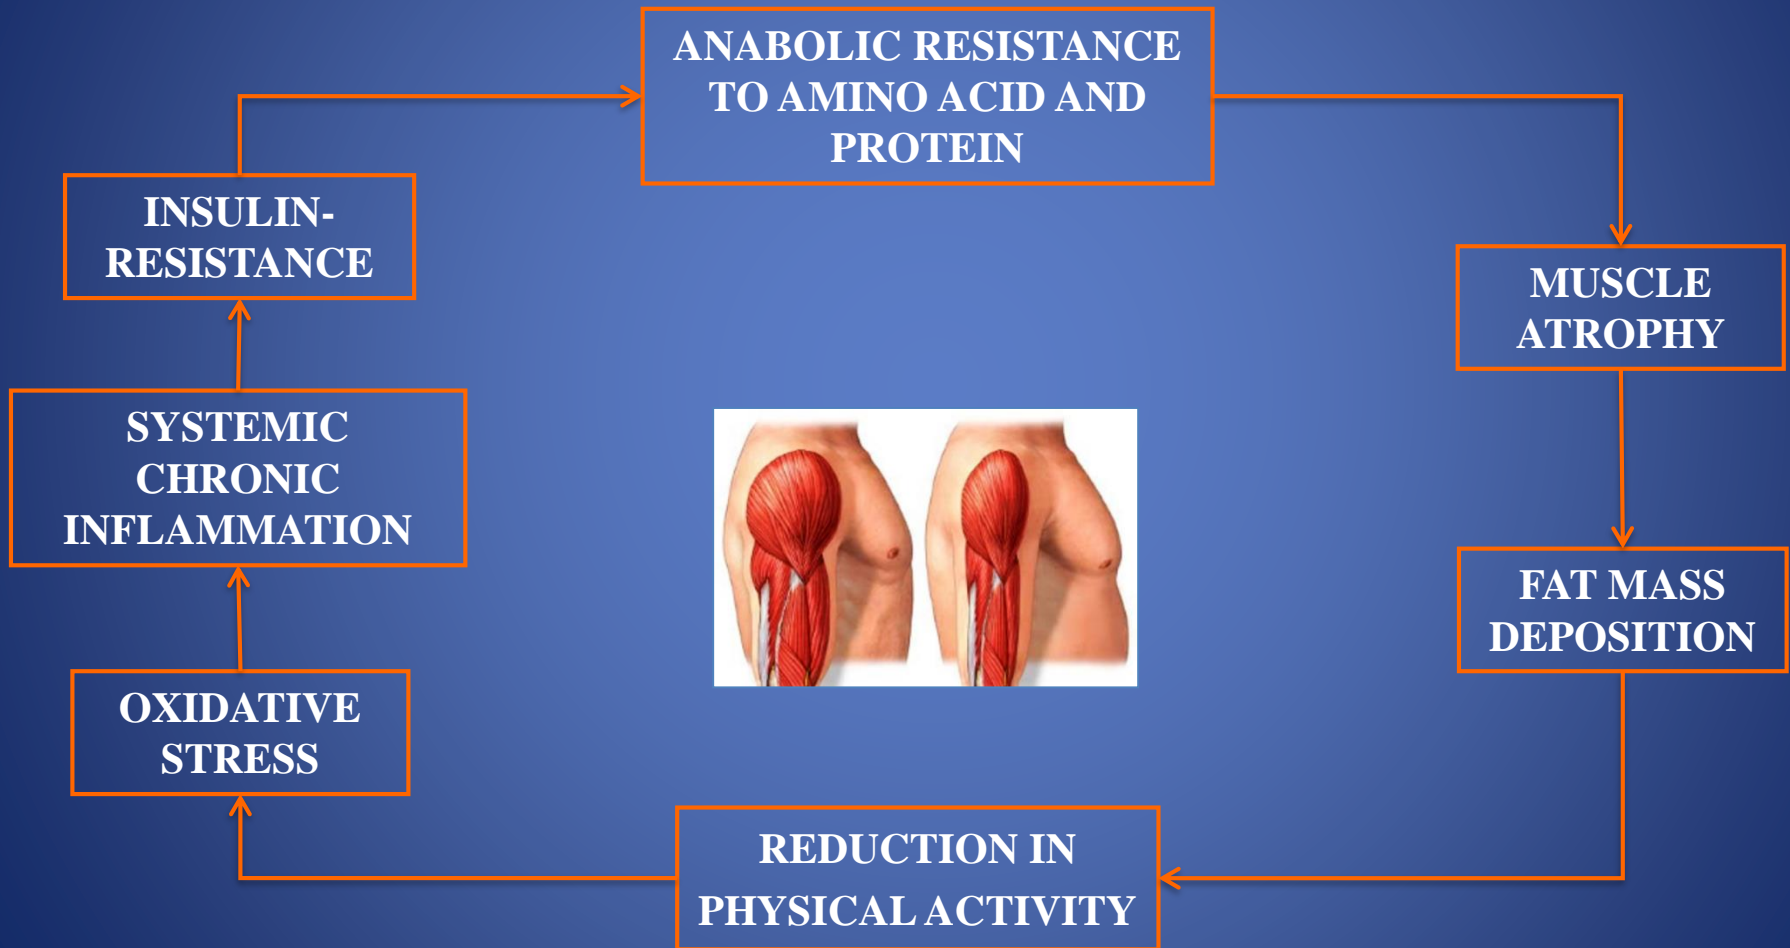 ANABOLIC RESISTANCE
TO AMINO ACID AND
PROTEIN
INSULIN-
RESISTANCE
MUSCLE
ATROPHY
SYSTEMIC
CHRONIC
INFLAMMATION
FAT MASS
DEPOSITION
OXIDATIVE
STRESS
REDUCTION IN
PHYSICAL ACTIVITY